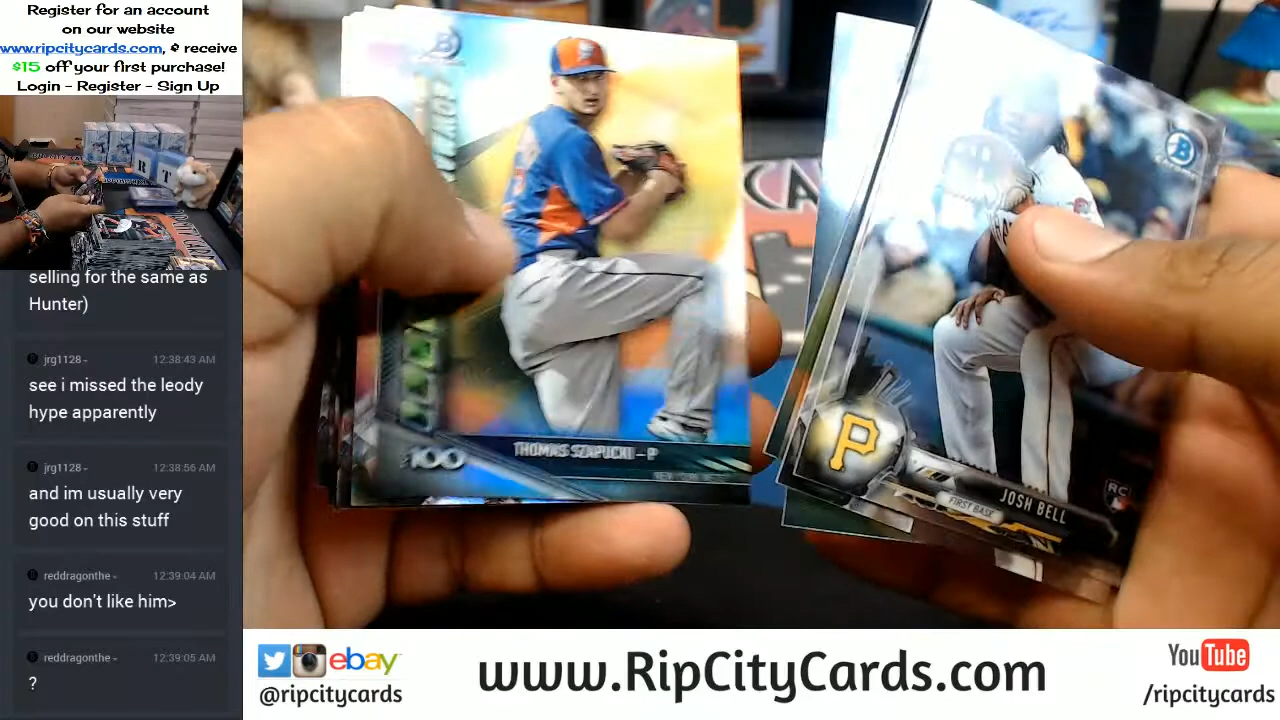 Register for an account
on our website
www.ripcitycards.com, & receive
$15 off your first purchase!
Login - Register - Sign Up
selling for the same as
Hunter)
jrg1128
12:38:43 AM
see i missed the leody
hype apparently
jrg1128
12:38:56 AM
and im usually very
good on this stuff
reddragonthe
12:39:04 AM
you don't like him>
reddragonthe
12:39:05 AM
?
B
100
THOMAS SZAPUCKI - P
B
P
JOSH BELL
FIRST BASE
RC
CA
R
T
ebay
@ripcitycards
www.RipCityCards.com
YouTube
/ripcitycards